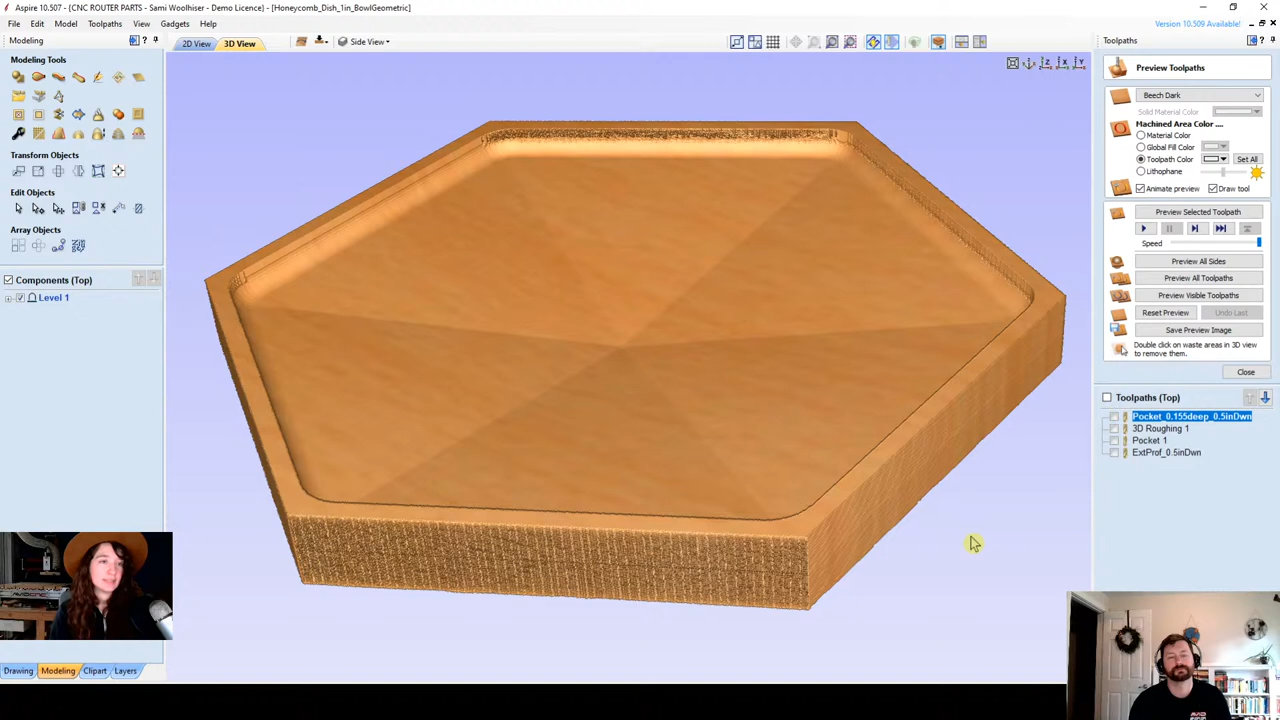 Aspire 10.507 - (CNC ROUTER PARTS - Sami Woolhiser - Demo Licence) - [Honeycomb_Dish_1in_BowlGeometric]
File Edit Model Toolpaths View Gadgets Help
Version 10.509 Available!
Modeling
2D View 3D View
Side View
Toolpaths
Modeling Tools
Transform Objects
Edit Objects
Array Objects
Components (Top)
Level 1
Drawing Modeling Clipart Layers
Preview Toolpaths
Beech Dark
Solid Material Color
Machined Area Color ....
Material Color
Global Fill Color
Toolpath Color
Set All
Lithophane
Animate preview
Draw tool
Preview Selected Toolpath
Speed
Preview All Sides
Preview All Toolpaths
Preview Visible Toolpaths
Reset Preview
Undo Last
Save Preview Image
Double click on waste areas in 3D view
to remove them.
Close
Toolpaths (Top)
Pocket_0.155deep_0.5inDwn
3D Roughing 1
Pocket 1
ExtProf_0.5inDwn